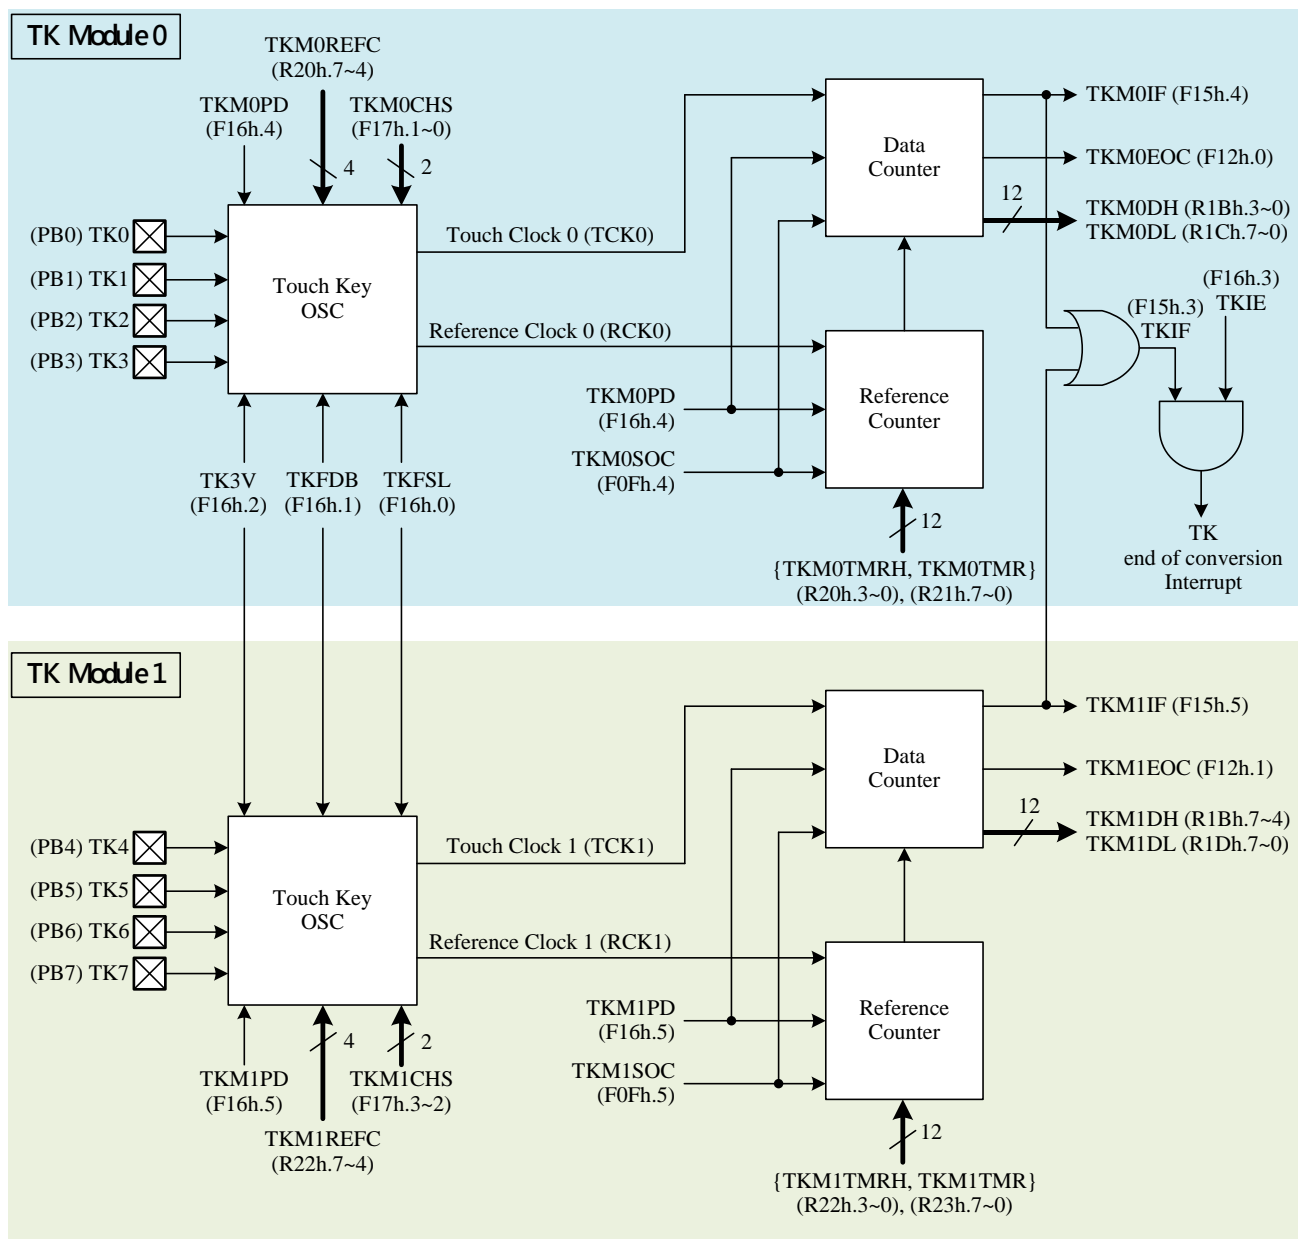 TK Module 0
TKM0REFC
(R20h.7~4)
TKM0PD
(F16h.4)
TKM0CHS
(F17h.1~0)
4
2
(PB0) TK0
(PB1) TK1
(PB2) TK2
(PB3) TK3
Touch Key
OSC
Touch Clock 0 (TCK0)
Reference Clock 0 (RCK0)
TKM0PD
(F16h.4)
TKM0SOC
(F0Fh.4)
Data
Counter
Reference
Counter
12
{TKM0TMRH, TKM0TMR}
(R20h.3~0), (R21h.7~0)
TKM0IF (F15h.4)
TKM0EOC (F12h.0)
12
TKM0DH (R1Bh.3~0)
TKM0DL (R1Ch.7~0)
(F16h.3)
TKIE
(F15h.3)
TKIF
TK
end of conversion
Interrupt
TK3V
(F16h.2)
TKFDB
(F16h.1)
TKFSL
(F16h.0)
TK Module 1
(PB4) TK4
(PB5) TK5
(PB6) TK6
(PB7) TK7
Touch Key
OSC
Touch Clock 1 (TCK1)
Reference Clock 1 (RCK1)
4
2
TKM1PD
(F16h.5)
TKM1CHS
(F17h.3~2)
TKM1REFC
(R22h.7~4)
TKM1PD
(F16h.5)
TKM1SOC
(F0Fh.5)
Data
Counter
Reference
Counter
12
{TKM1TMRH, TKM1TMR}
(R22h.3~0), (R23h.7~0)
TKM1IF (F15h.5)
TKM1EOC (F12h.1)
12
TKM1DH (R1Bh.7~4)
TKM1DL (R1Dh.7~0)